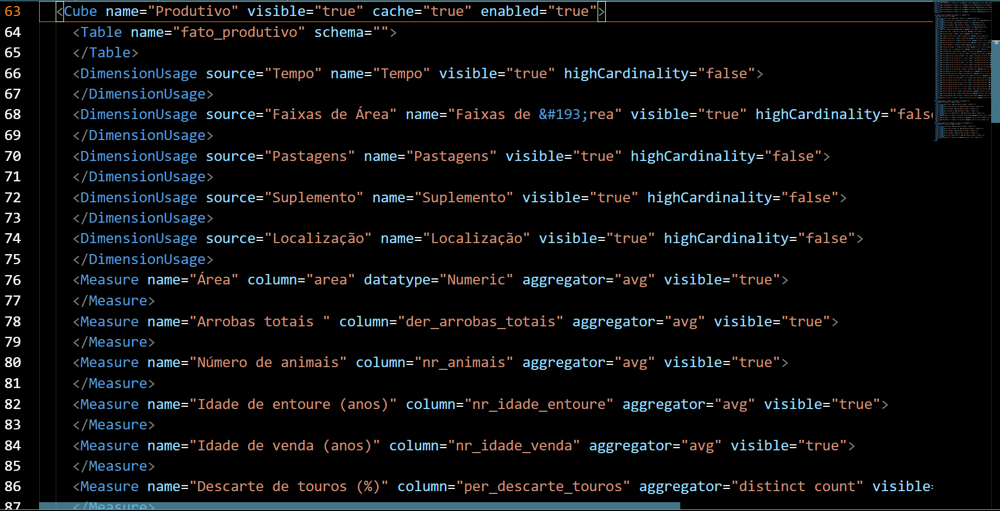 63 <Cube name="Produtivo" visible="true" cache="true" enabled="true">
64 <Table name="fato_produtivo" schema="">
65 </Table>
66 <DimensionUsage source="Tempo" name="Tempo" visible="true" highCardinality="false">
67 </DimensionUsage>
68 <DimensionUsage source="Faixas de Área" name="Faixas de &#193;rea" visible="true" highCardinality="fals
69 </DimensionUsage>
70 <DimensionUsage source="Pastagens" name="Pastagens" visible="true" highCardinality="false">
71 </DimensionUsage>
72 <DimensionUsage source="Suplemento" name="Suplemento" visible="true" highCardinality="false">
73 </DimensionUsage>
74 <DimensionUsage source="Localização" name="Localização" visible="true" highCardinality="false">
75 </DimensionUsage>
76 <Measure name="Área" column="area" datatype="Numeric" aggregator="avg" visible="true">
77 </Measure>
78 <Measure name="Arrobas totais " column="der_arrobas_totais" aggregator="avg" visible="true">
79 </Measure>
80 <Measure name="Número de animais" column="nr_animais" aggregator="avg" visible="true">
81 </Measure>
82 <Measure name="Idade de entoure (anos)" column="nr_idade_entoure" aggregator="avg" visible="true">
83 </Measure>
84 <Measure name="Idade de venda (anos)" column="nr_idade_venda" aggregator="avg" visible="true">
85 </Measure>
86 <Measure name="Descarte de touros (%)" column="per_descarte_touros" aggregator="distinct count" visible=
87 </Measure>